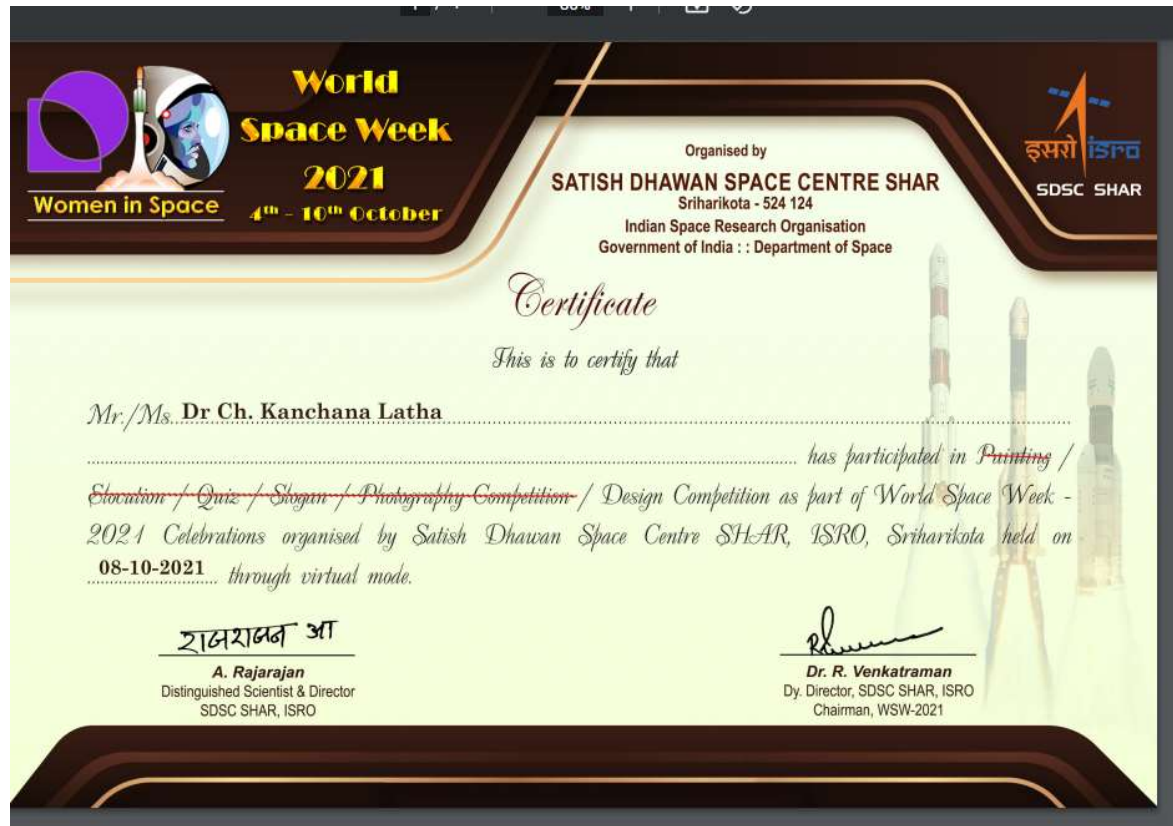 World
Space Week
2021
4th - 10th October
Women in Space
Organised by
SATISH DHAWAN SPACE CENTRE SHAR
Sriharikota - 524 124
Indian Space Research Organisation
Government of India : : Department of Space
इसरो isro
SDSC SHAR
Certificate
This is to certify that
Mr./Ms. Dr Ch. Kanchana Latha
has participated in Painting /
Elocution / Quiz / Slogan / Photography Competition / Design Competition as part of World Space Week -
2021 Celebrations organised by Satish Dhawan Space Centre SHAR, ISRO, Sriharikota held on
08-10-2021 through virtual mode.
A. Rajarajan
Distinguished Scientist & Director
SDSC SHAR, ISRO
Dr. R. Venkatraman
Dy. Director, SDSC SHAR, ISRO
Chairman, WSW-2021